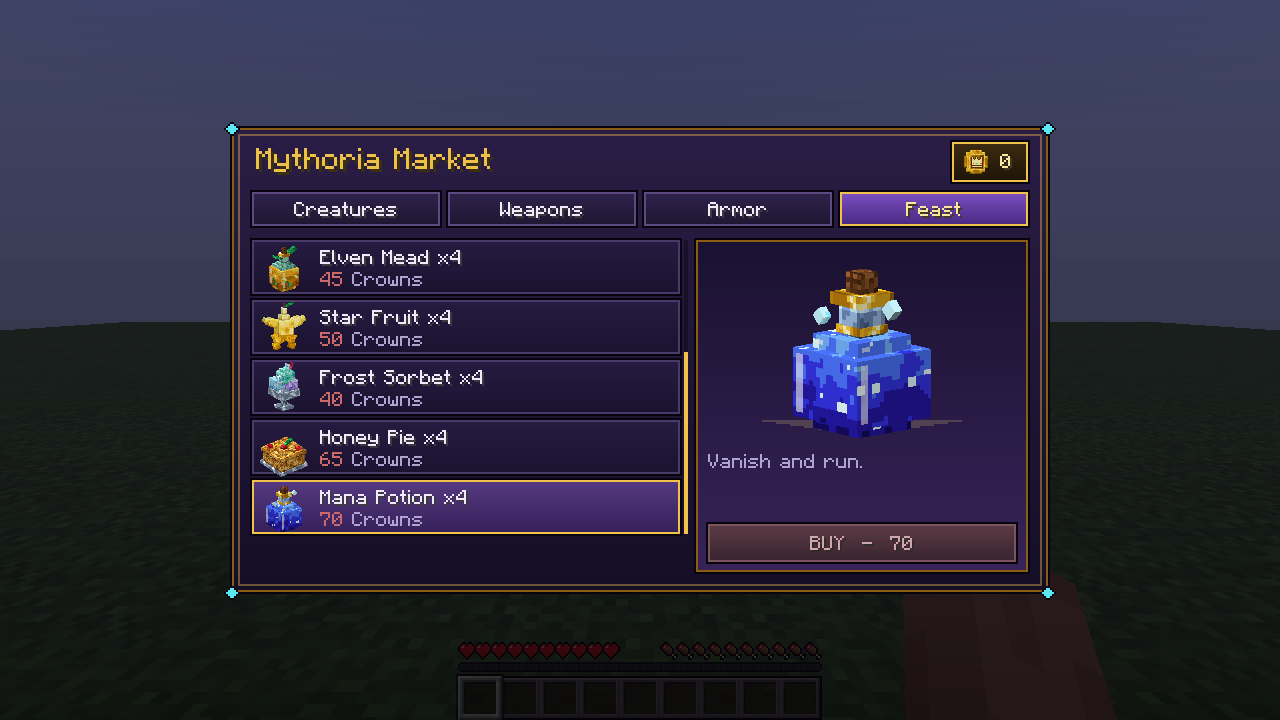 Mythoria Market
0
Creatures
Weapons
Armor
Feast
Elven Mead x4
45 Crowns
Star Fruit x4
50 Crowns
Frost Sorbet x4
40 Crowns
Honey Pie x4
65 Crowns
Mana Potion x4
70 Crowns
Vanish and run.
BUY - 70